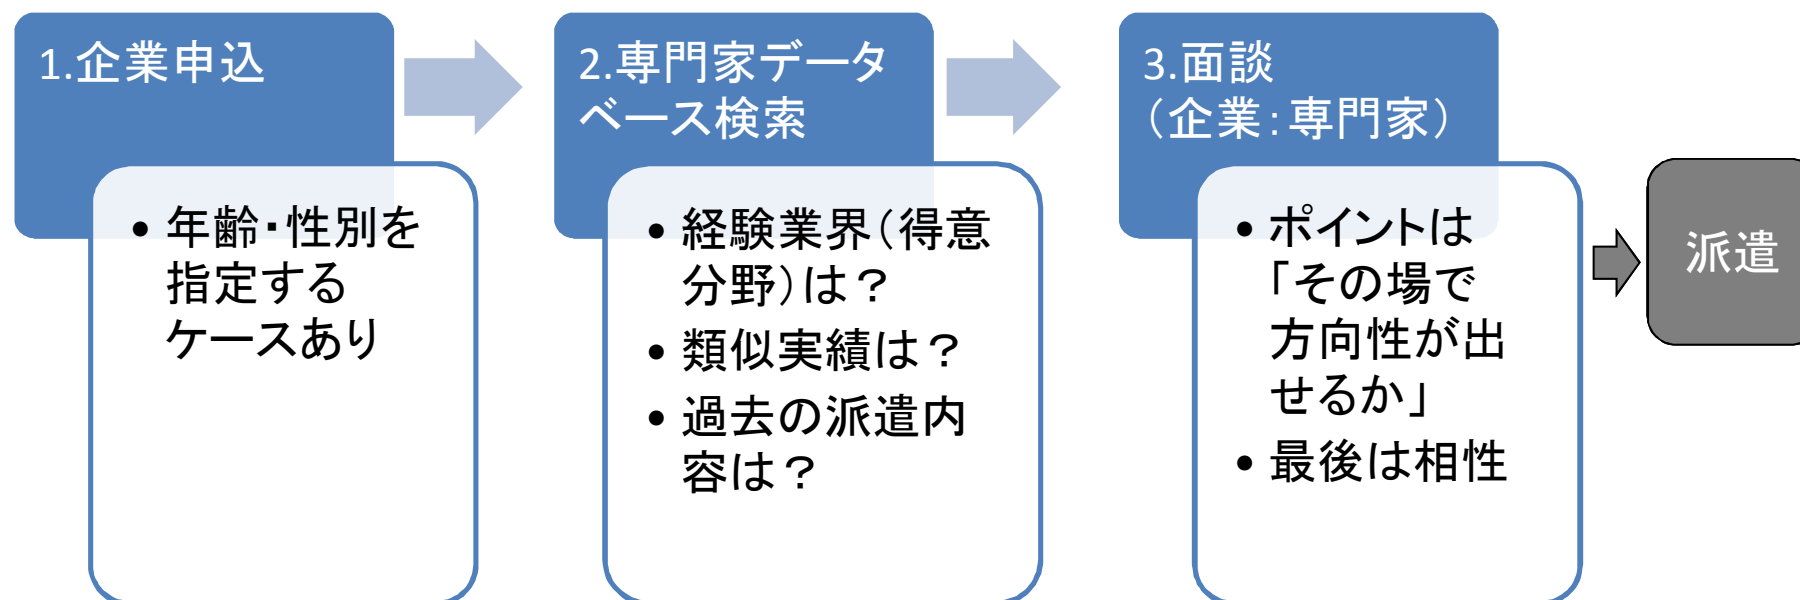 1.企業申込
• 年齢・性別を
指定する
ケースあり
2.専門家データ
ベース検索
• 経験業界（得意
分野）は？
• 類似実績は？
• 過去の派遣内
容は？
3.面談
（企業：専門家）
• ポイントは
「その場で
方向性が出
せるか」
• 最後は相性
派遣